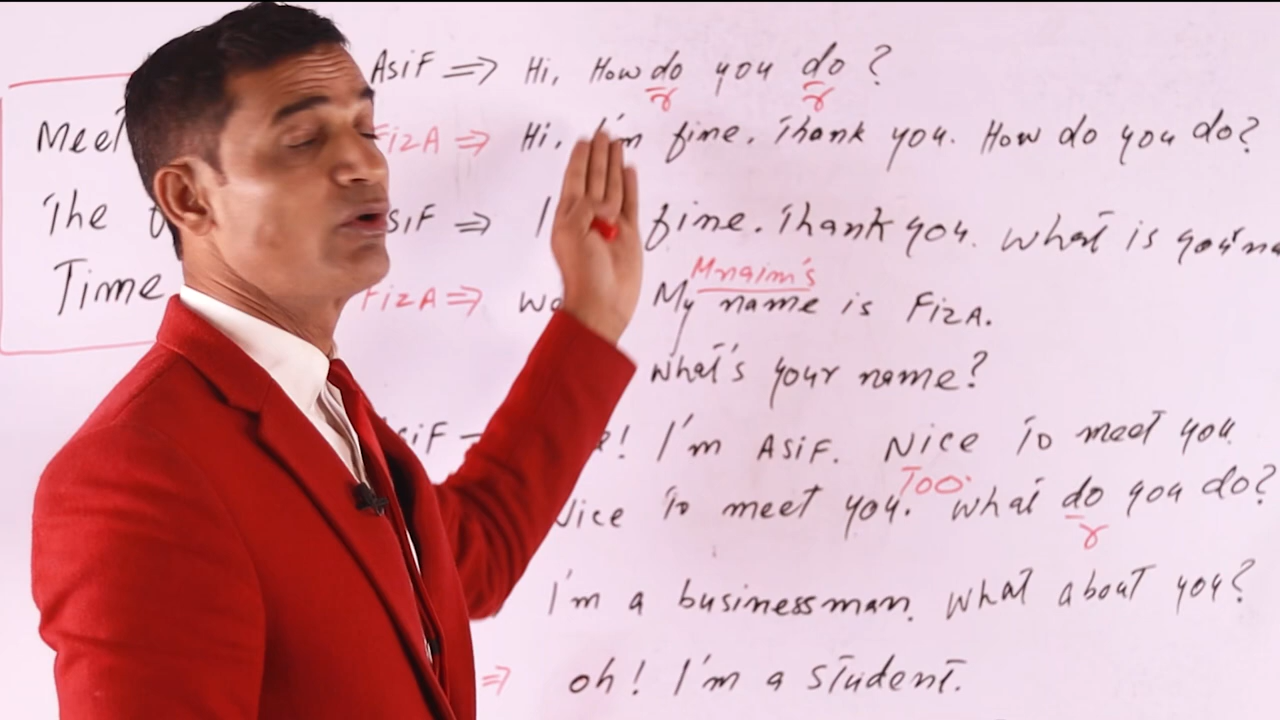 Meet
The
Time
Asif ⇒ Hi, How do you do ?
Fiza ⇒ Hi, I'm fine. Thank you. How do you do?
Asif ⇒ fine. Thank you. What is your
Mnaim's
Fiza ⇒ My name is Fiza.
What's your name?
I'm Asif. Nice To meet you
Too.
Nice To meet you. What do you do?
I'm a businessman. What about you?
⇒ oh! I'm a student.